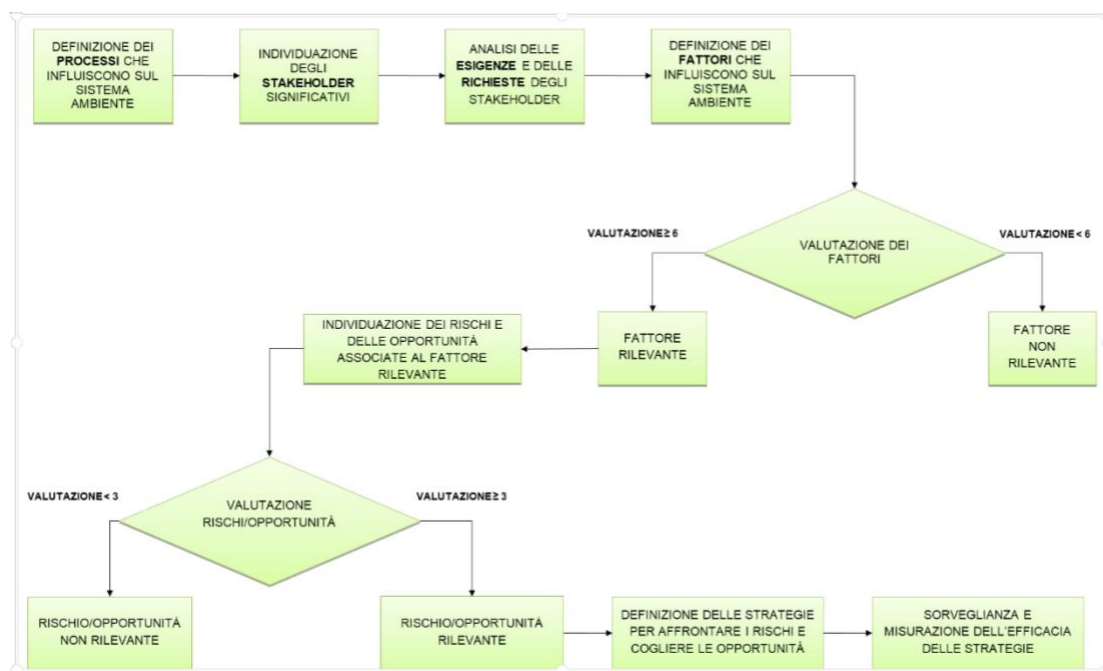 DEFINIZIONE DEI
PROCESSI CHE
INFLUISCONO SUL
SISTEMA
AMBIENTE
INDIVIDUAZIONE
DEGLI
STAKEHOLDER
SIGNIFICATIVI
ANALISI DELLE
ESIGENZE E DELLE
RICHIESTE DEGLI
STAKEHOLDER
DEFINIZIONE DEI
FATTORI CHE
INFLUISCONO SUL
SISTEMA
AMBIENTE
VALUTAZIONE DEI
FATTORI
VALUTAZIONE≥ 6
VALUTAZIONE< 6
FATTORE
RILEVANTE
FATTORE
NON
RILEVANTE
INDIVIDUAZIONE DEI RISCHI E
DELLE OPPORTUNITÀ
ASSOCIATE AL FATTORE
RILEVANTE
VALUTAZIONE
RISCHI/OPPORTUNITÀ
VALUTAZIONE< 3
VALUTAZIONE≥ 3
RISCHIO/OPPORTUNITÀ
NON RILEVANTE
RISCHIO/OPPORTUNITÀ
RILEVANTE
DEFINIZIONE DELLE STRATEGIE
PER AFFRONTARE I RISCHI E
COGLIERE LE OPPORTUNITÀ
SORVEGLIANZA E
MISURAZIONE DELL'EFFICACIA
DELLE STRATEGIE